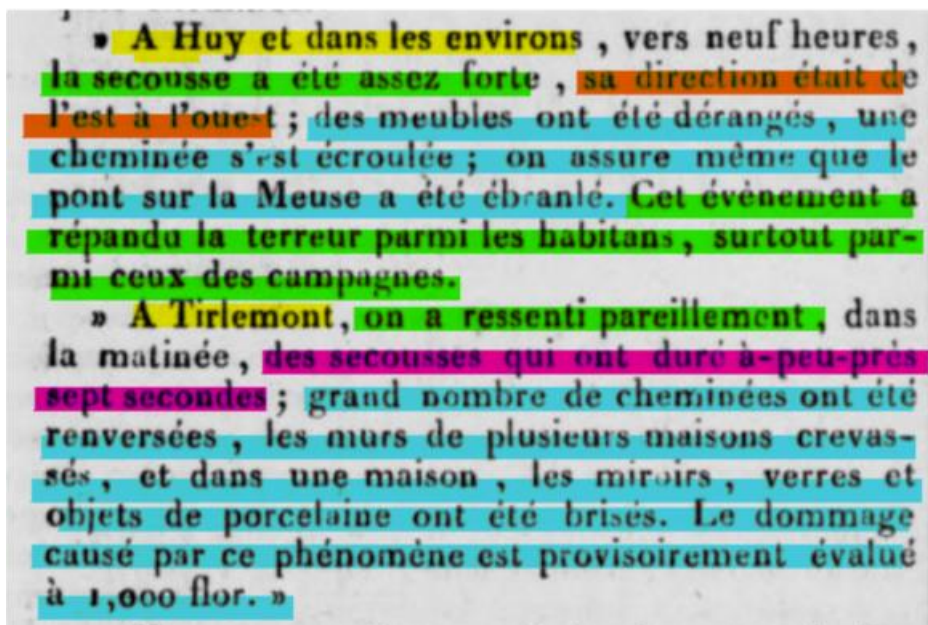 » A Huy et dans les environs , vers neuf heures ,
la secousse a été assez forte , sa direction était de
l'est à l'ouest ; des meubles ont été dérangés , une
cheminée s'est écroulée ; on assure même que le
pont sur la Meuse a été ébranlé. Cet évènement a
répandu la terreur parmi les habitans , surtout par-
mi ceux des campagnes.
» A Tirlemont , on a ressenti pareillement , dans
la matinée , des secousses qui ont duré à-peu-près
sept secondes ; grand nombre de cheminées ont été
renversées , les murs de plusieurs maisons crevas-
sés , et dans une maison , les miroirs , verres et
objets de porcelaine ont été brisés. Le dommage
causé par ce phénomène est provisoirement évalué
à 1,000 flor. »